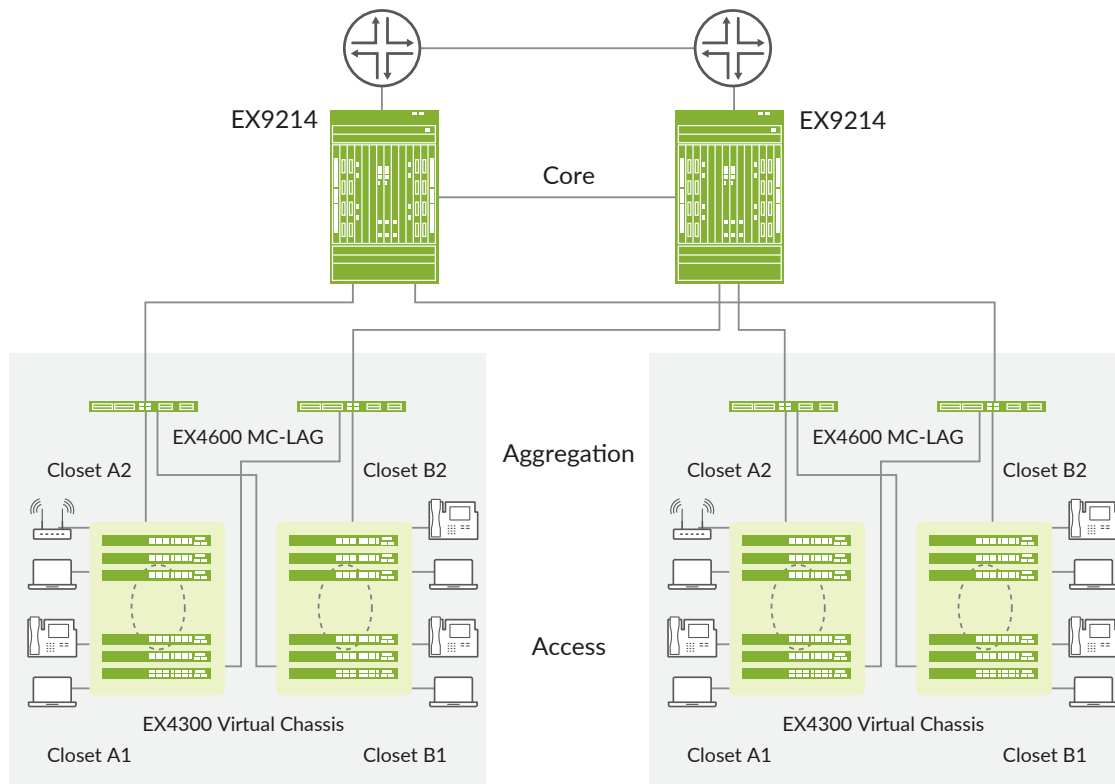 EX9214
EX9214
Core
EX4600 MC-LAG
Closet A2
Closet B2
Aggregation
EX4600 MC-LAG
Closet A2
Closet B2
Access
EX4300 Virtual Chassis
Closet A1
Closet B1
EX4300 Virtual Chassis
Closet A1
Closet B1